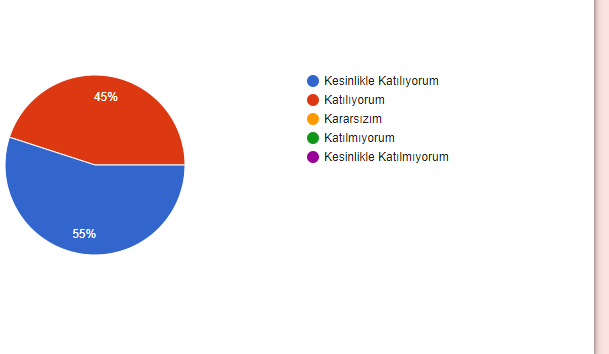 45%
55%
Kesinlikle Katılıyorum
Katılıyorum
Kararsızım
Katılmıyorum
Kesinlikle Katılmıyorum